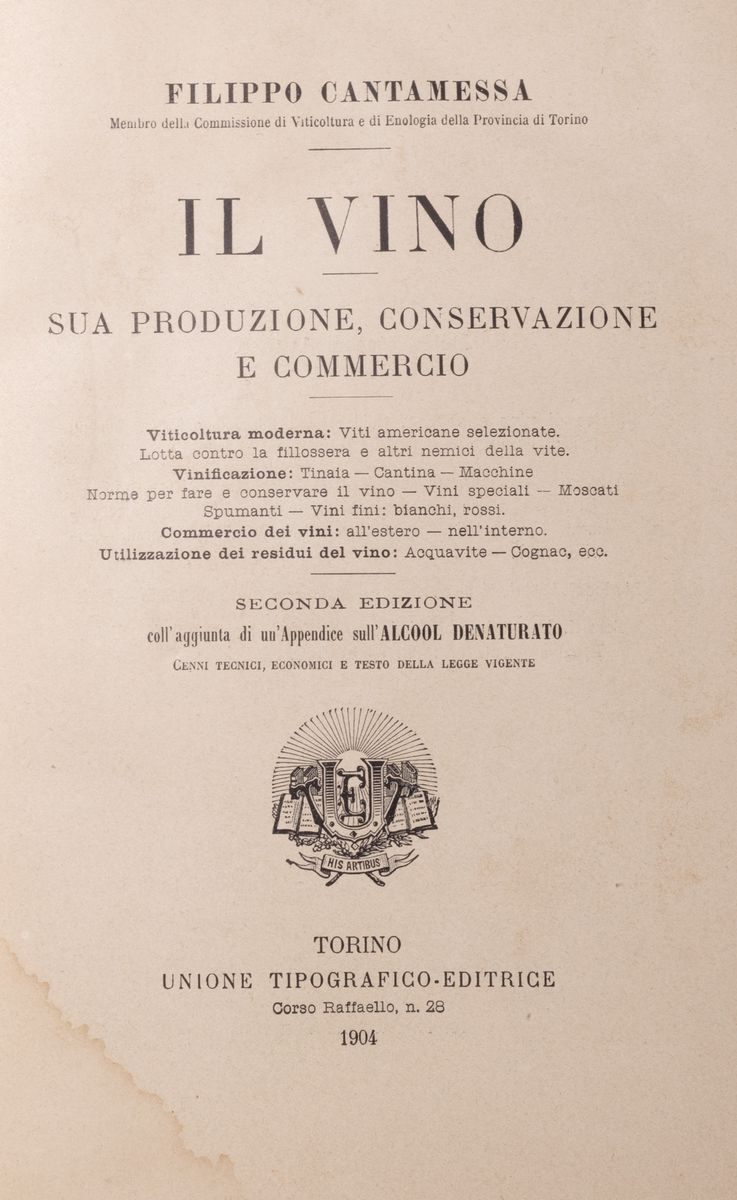 FILIPPO CANTAMESSA
Membro della Commissione di Viticoltura e di Enologia della Provincia di Torino
IL VINO
SUA PRODUZIONE, CONSERVAZIONE
E COMMERCIO
Viticoltura moderna: Viti americane selezionate.
Lotta contro la fillossera e altri nemici della vite.
Vinificazione: Tinaia — Cantina — Macchine
Norme per fare e conservare il vino — Vini speciali — Moscati
Spumanti — Vini fini: bianchi, rossi.
Commercio dei vini: all'estero — nell'interno.
Utilizzazione dei residui del vino: Acquavite — Cognac, ecc.
SECONDA EDIZIONE
coll'aggiunta di un'Appendice sull'ALCOOL DENATURATO
CENNI TECNICI, ECONOMICI E TESTO DELLA LEGGE VIGENTE
UTET
HIS ARTIBUS
TORINO
UNIONE TIPOGRAFICO-EDITRICE
Corso Raffaello, n. 28
1904